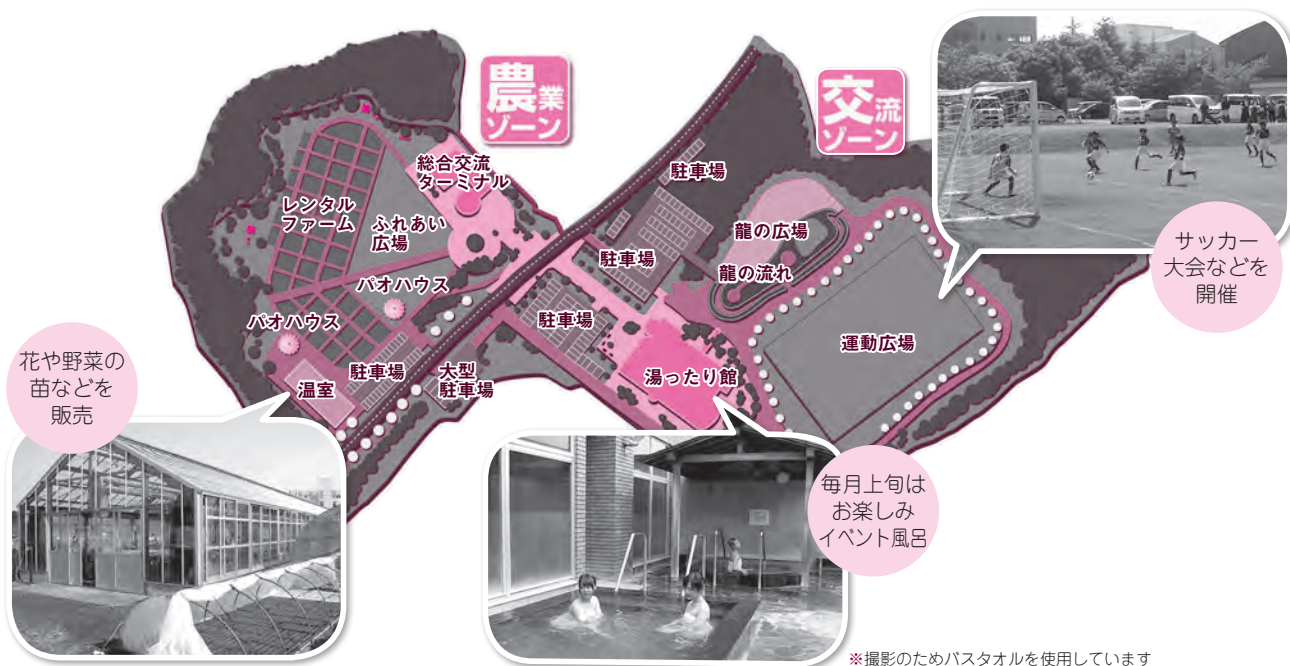 農業
ゾーン
交流
ゾーン
総合交流
ターミナル
レンタル
ファーム
ふれあい
広場
パオハウス
パオハウス
温室
駐車場
大型
駐車場
駐車場
駐車場
駐車場
龍の広場
龍の流れ
運動広場
湯ったり館
サッカー
大会などを
開催
花や野菜の
苗などを
販売
毎月上旬は
お楽しみ
イベント風呂
※撮影のためバスタオルを使用しています